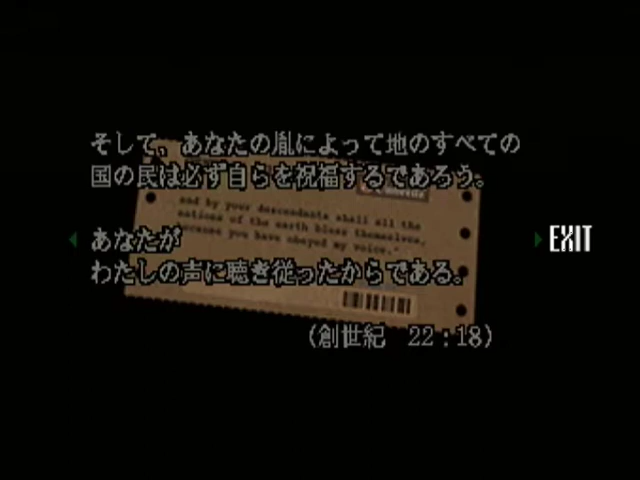 そして、あなたの胤によって地のすべての
国の民は必ず自らを祝福するであろう。
and by your descendants shall all the
nations of the earth bless themselves,
because you have obeyed my voice."
あなたが
わたしの声に聴き従ったからである。
EXIT
(創世紀 22:18)